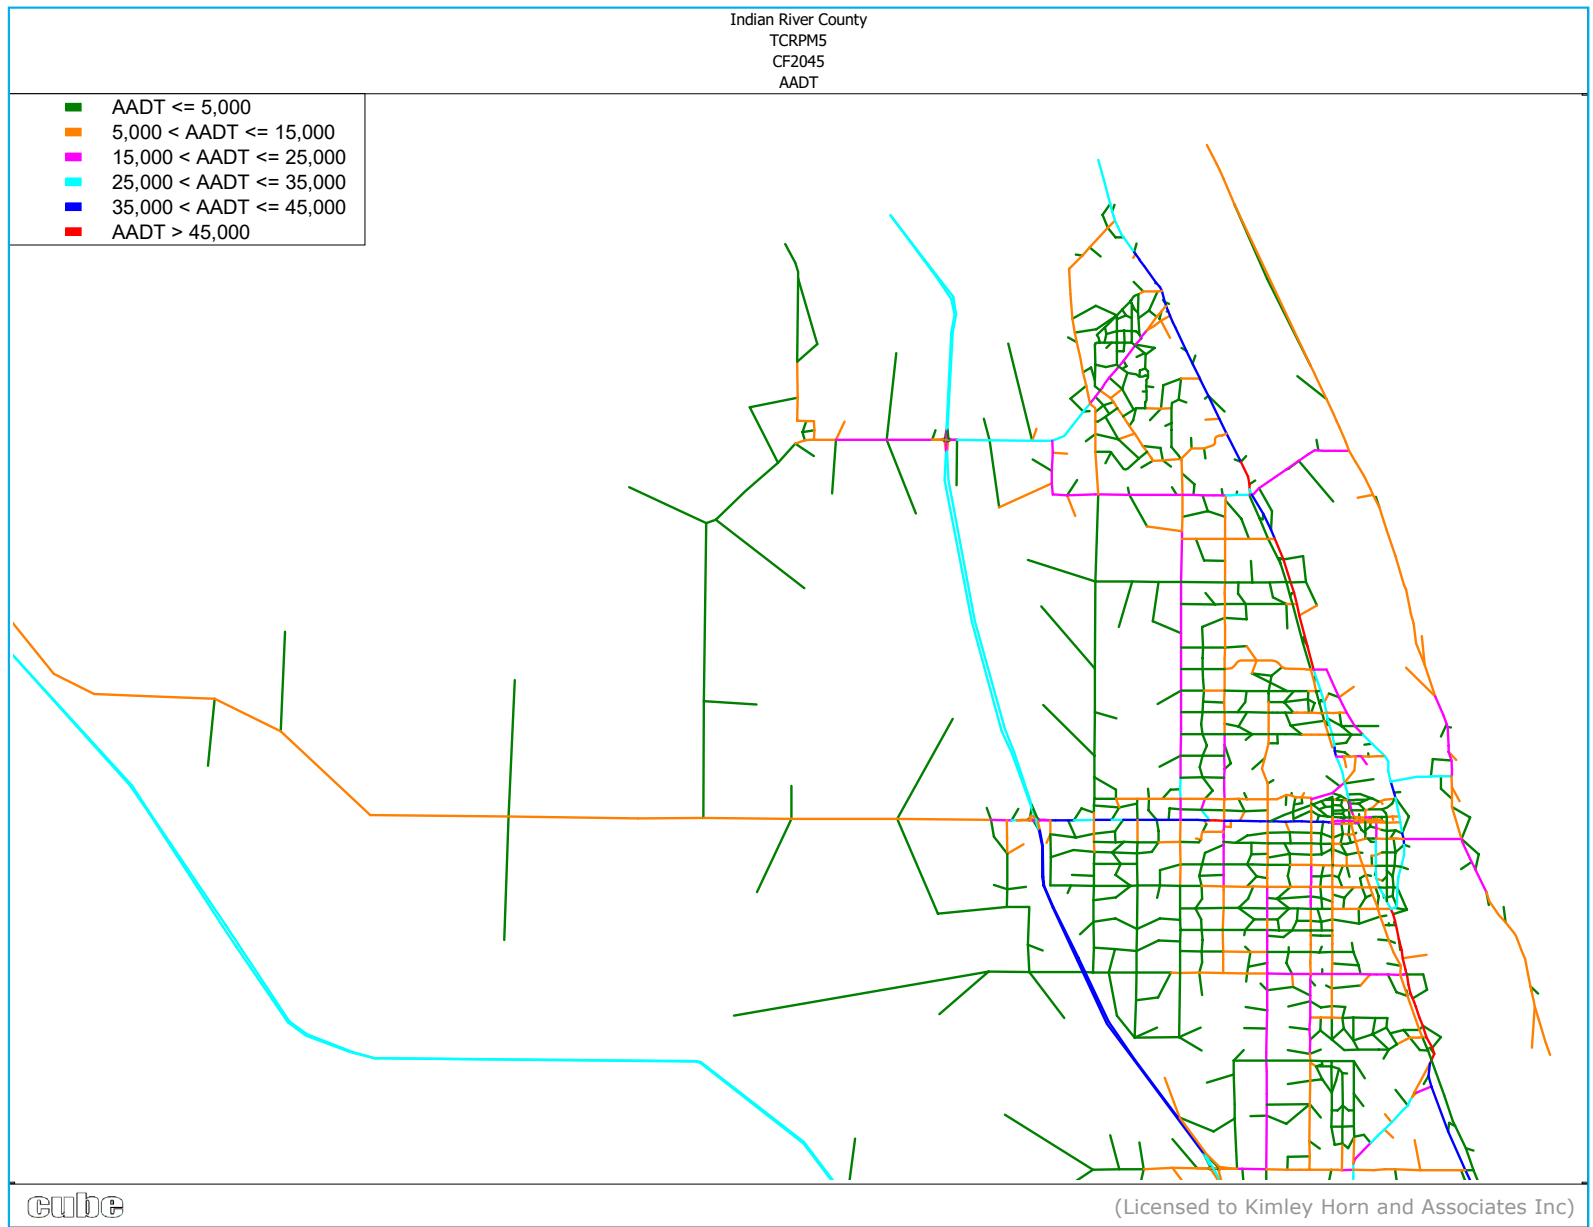 Indian River County
TCRPM5
CF2045
AADT
AADT <= 5,000
5,000 < AADT <= 15,000
15,000 < AADT <= 25,000
25,000 < AADT <= 35,000
35,000 < AADT <= 45,000
AADT > 45,000
cube
(Licensed to Kimley Horn and Associates Inc)